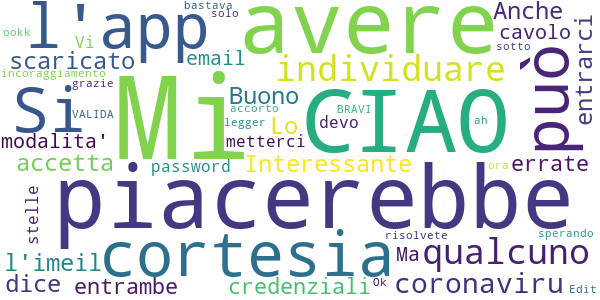 bastava
ookk l'app avere solo Anche
Vi cavolo
scaricato email individuare sotto entrarci
incoraggiamento
grazie Si Mi Buono CIAO può
VALIDA accorto BRAVI
modalita' legger Lo devo ah
metterci
accetta password Interessante errate
ora
stelle piacerebbe
risolvete sperando
l'imeil cortesia Ma qualcuno
dice entrambe credenziali Ok coronaviru Edit